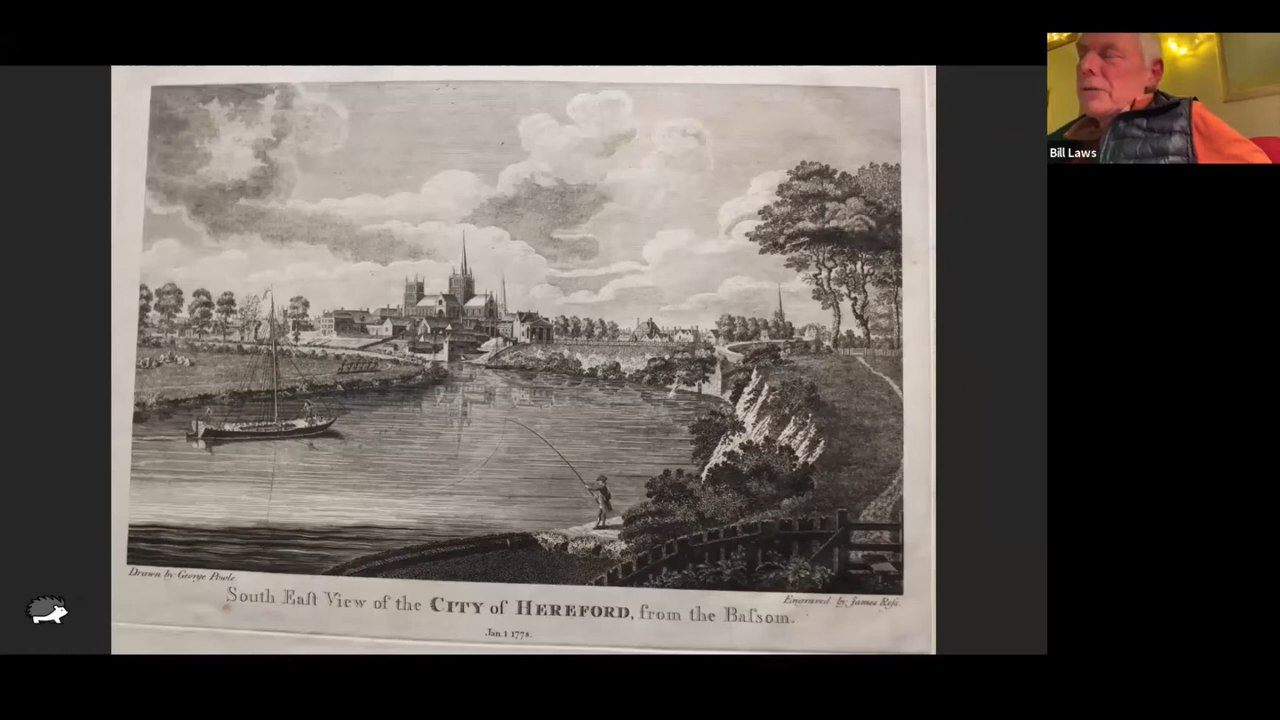 Bill Laws
Drawn by George Powle.
South Eaſt View of the CITY of HEREFORD, from the Baſsom.
Engraved by James Roſs.
Jan 1 1778.